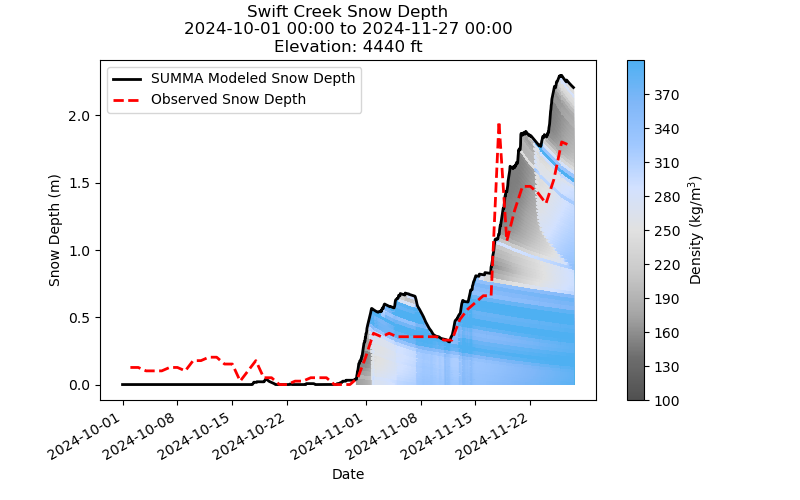 Swift Creek Snow Depth
2024-10-01 00:00 to 2024-11-27 00:00
Elevation: 4440 ft
SUMMA Modeled Snow Depth
Observed Snow Depth
Snow Depth (m)
2.0
1.5
1.0
0.5
0.0
2024-10-01
2024-10-08
2024-10-15
2024-10-22
2024-11-01
2024-11-08
2024-11-15
2024-11-22
Date
370
340
310
280
250
220
190
160
130
100
Density (kg/m³)